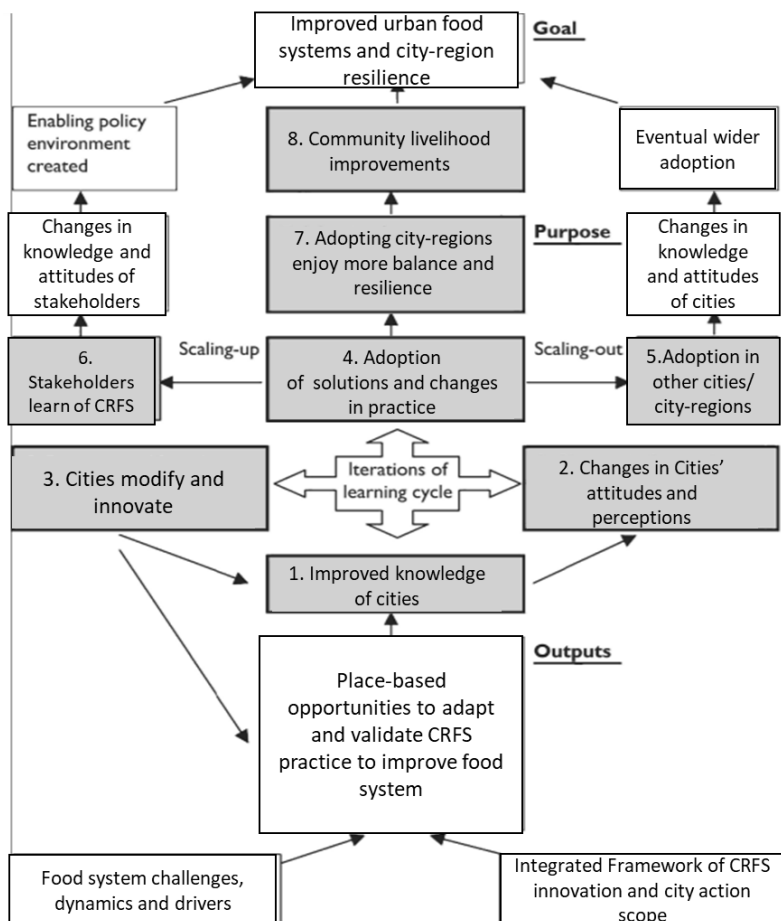 Improved urban food
systems and city-region
resilience
Goal
Enabling policy
environment
created
8. Community livelihood
improvements
Eventual wider
adoption
Changes in
knowledge and
attitudes of
stakeholders
7. Adopting city-regions
enjoy more balance and
resilience
Purpose
Changes in
knowledge
and attitudes
of cities
6.
Stakeholders
learn of CRFS
Scaling-up
4. Adoption
of solutions and changes
in practice
Scaling-out
5.Adoption in
other cities/
city-regions
3. Cities modify and
innovate
Iterations of
learning cycle
2. Changes in Cities’
attitudes and
perceptions
1. Improved knowledge
of cities
Outputs
Place-based
opportunities to adapt
and validate CRFS
practice to improve food
system
Food system challenges,
dynamics and drivers
Integrated Framework of CRFS
innovation and city action
scope